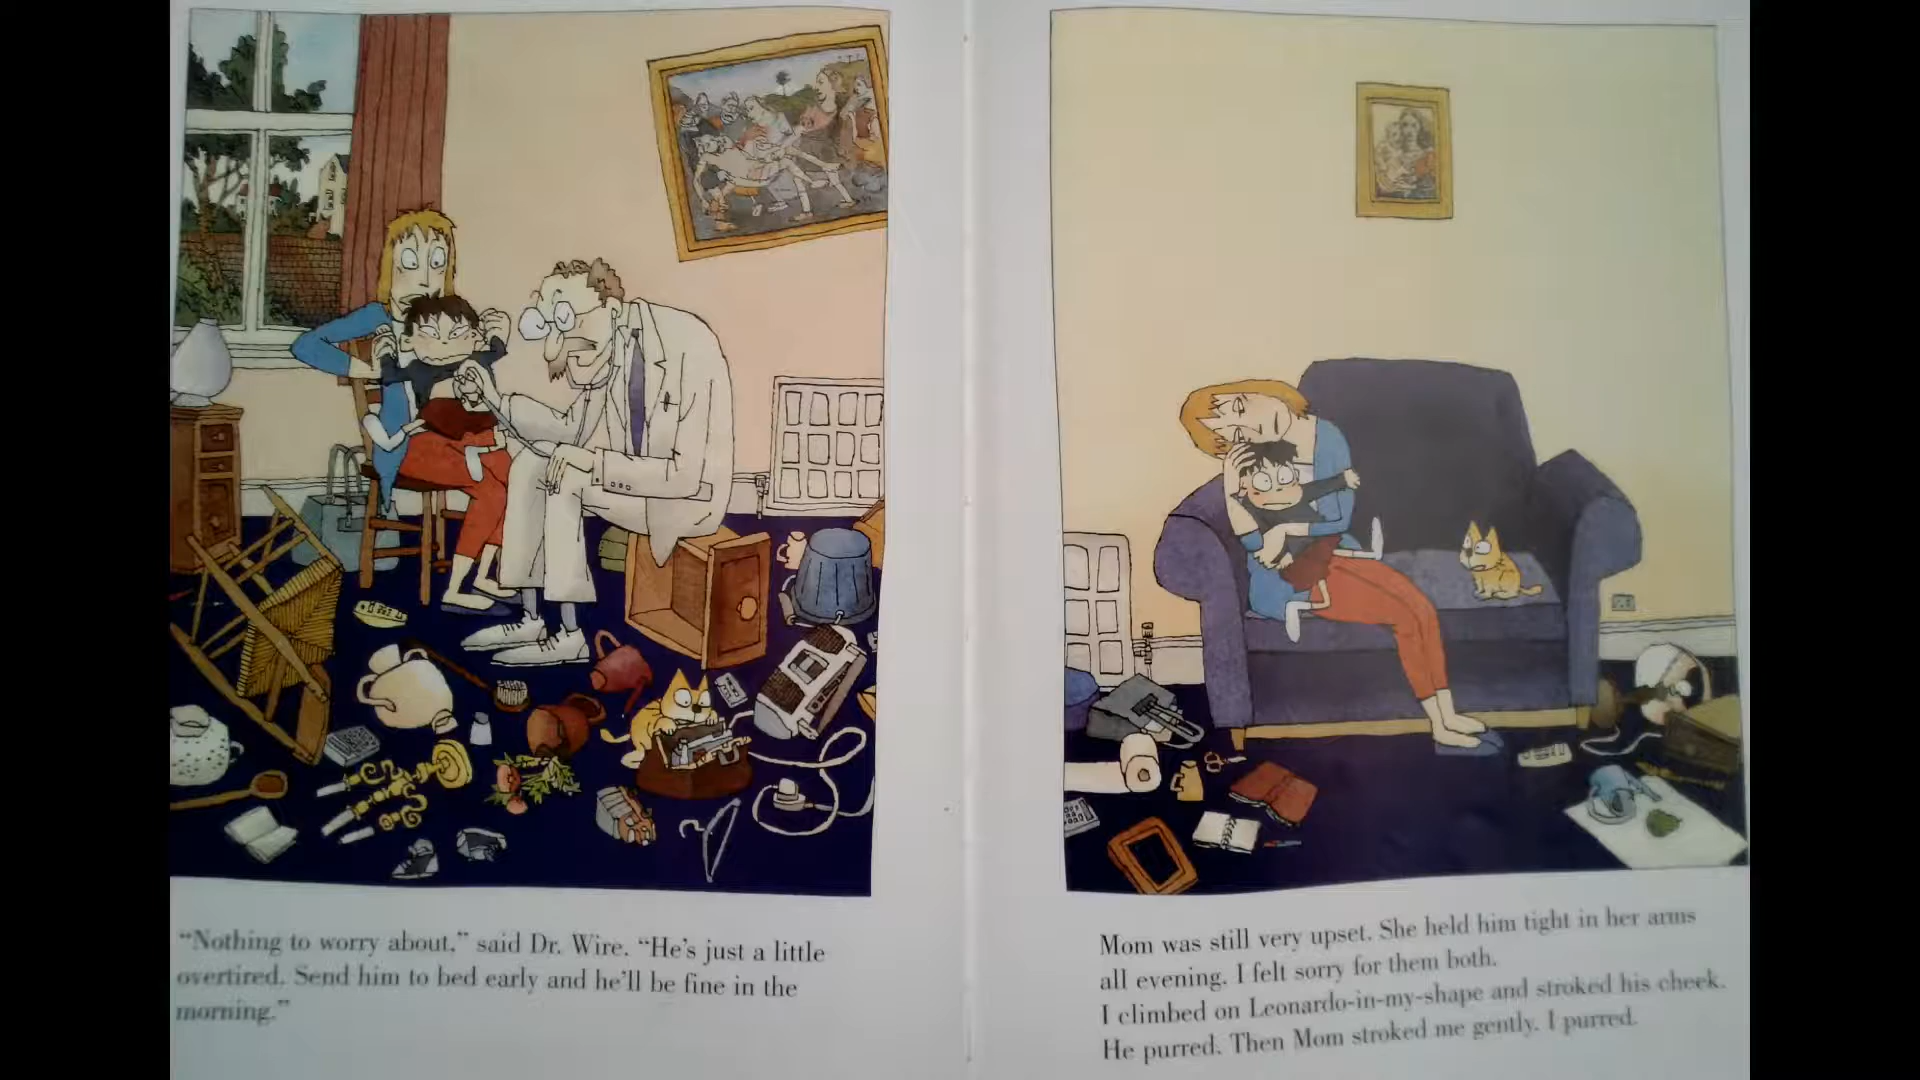 “Nothing to worry about,” said Dr. Wire. “He’s just a little
overtired. Send him to bed early and he’ll be fine in the
morning.”
Mom was still very upset. She held him tight in her arms
all evening. I felt sorry for them both.
I climbed on Leonardo-in-my-shape and stroked his cheek.
He purred. Then Mom stroked me gently. I purred.